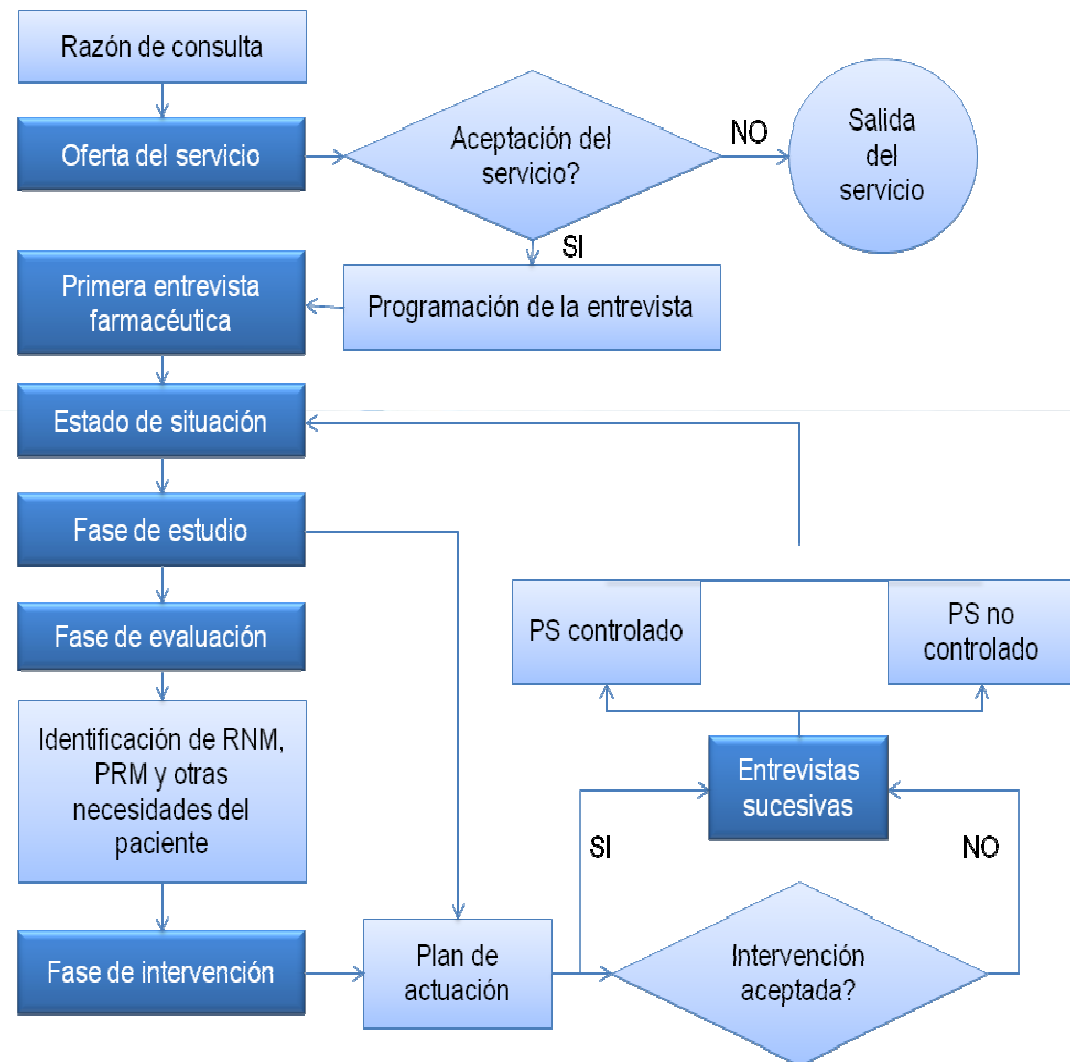 Razón de consulta
Oferta del servicio
Aceptación del
servicio?
NO
Salida
del
servicio
SI
Programación de la entrevista
Primera entrevista
farmacéutica
Estado de situación
Fase de estudio
Fase de evaluación
Identificación de RNM,
PRM y otras
necesidades del
paciente
Fase de intervención
Plan de
actuación
Intervención
aceptada?
SI
NO
Entrevistas
sucesivas
PS controlado
PS no
controlado